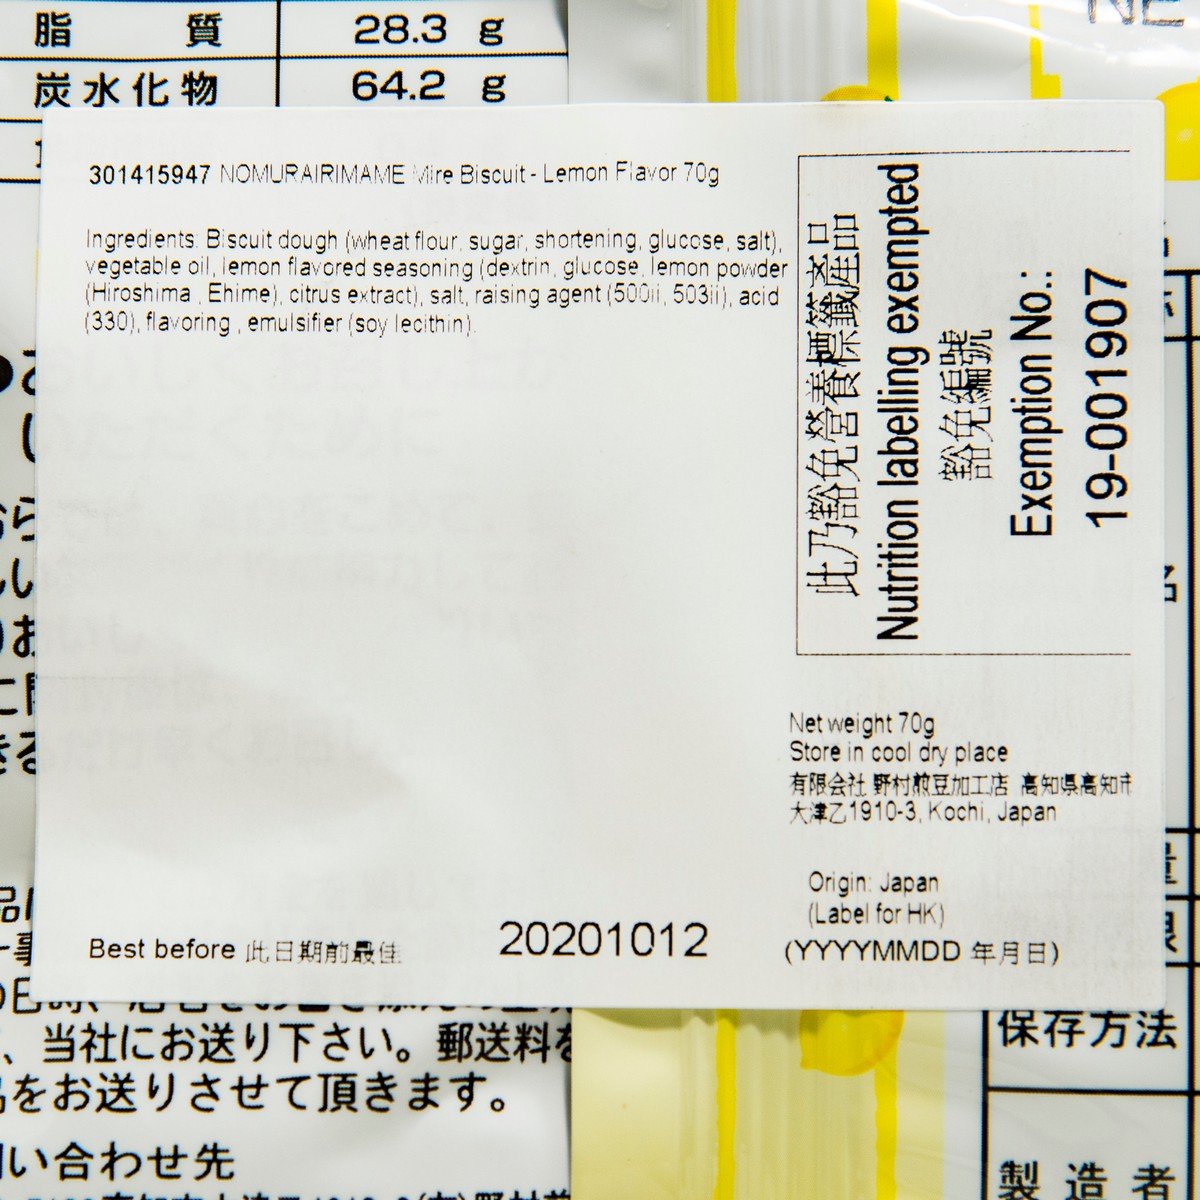 脂質 28.3 g
炭水化物 64.2 g
NE
301415947 NOMURAIRIMAME Mire Biscuit - Lemon Flavor 70g
Ingredients: Biscuit dough (wheat flour, sugar, shortening, glucose, salt),
vegetable oil, lemon flavored seasoning (dextrin, glucose, lemon powder
(Hiroshima , Ehime), citrus extract), salt, raising agent (500ii, 503ii), acid
(330), flavoring , emulsifier (soy lecithin).
此乃豁免營養標籤產品
Nutrition labelling exempted
豁免編號
Exemption No.:
19-001907
Net weight 70g
Store in cool dry place
有限会社 野村煎豆加工店 高知県高知市
大津乙1910-3, Kochi, Japan
Origin: Japan
(Label for HK)
Best before 此日期前最佳 20201012 (YYYYMMDD 年月日)
、当社にお送り下さい。郵送料を
をお送りさせて頂きます。
い合わせ先
保存方法
製造者